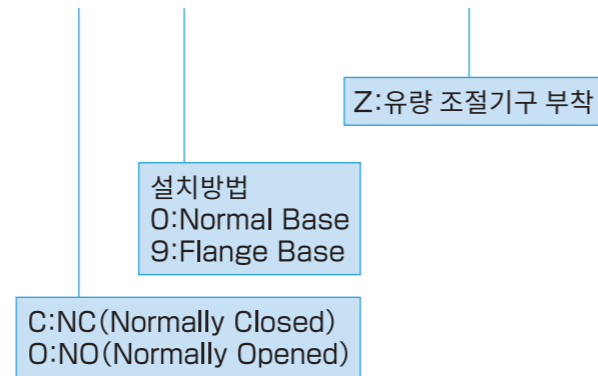 Z:유량 조절기구 부착
설치방법
0:Normal Base
9:Flange Base
C:NC(Normally Closed)
O:NO(Normally Opened)